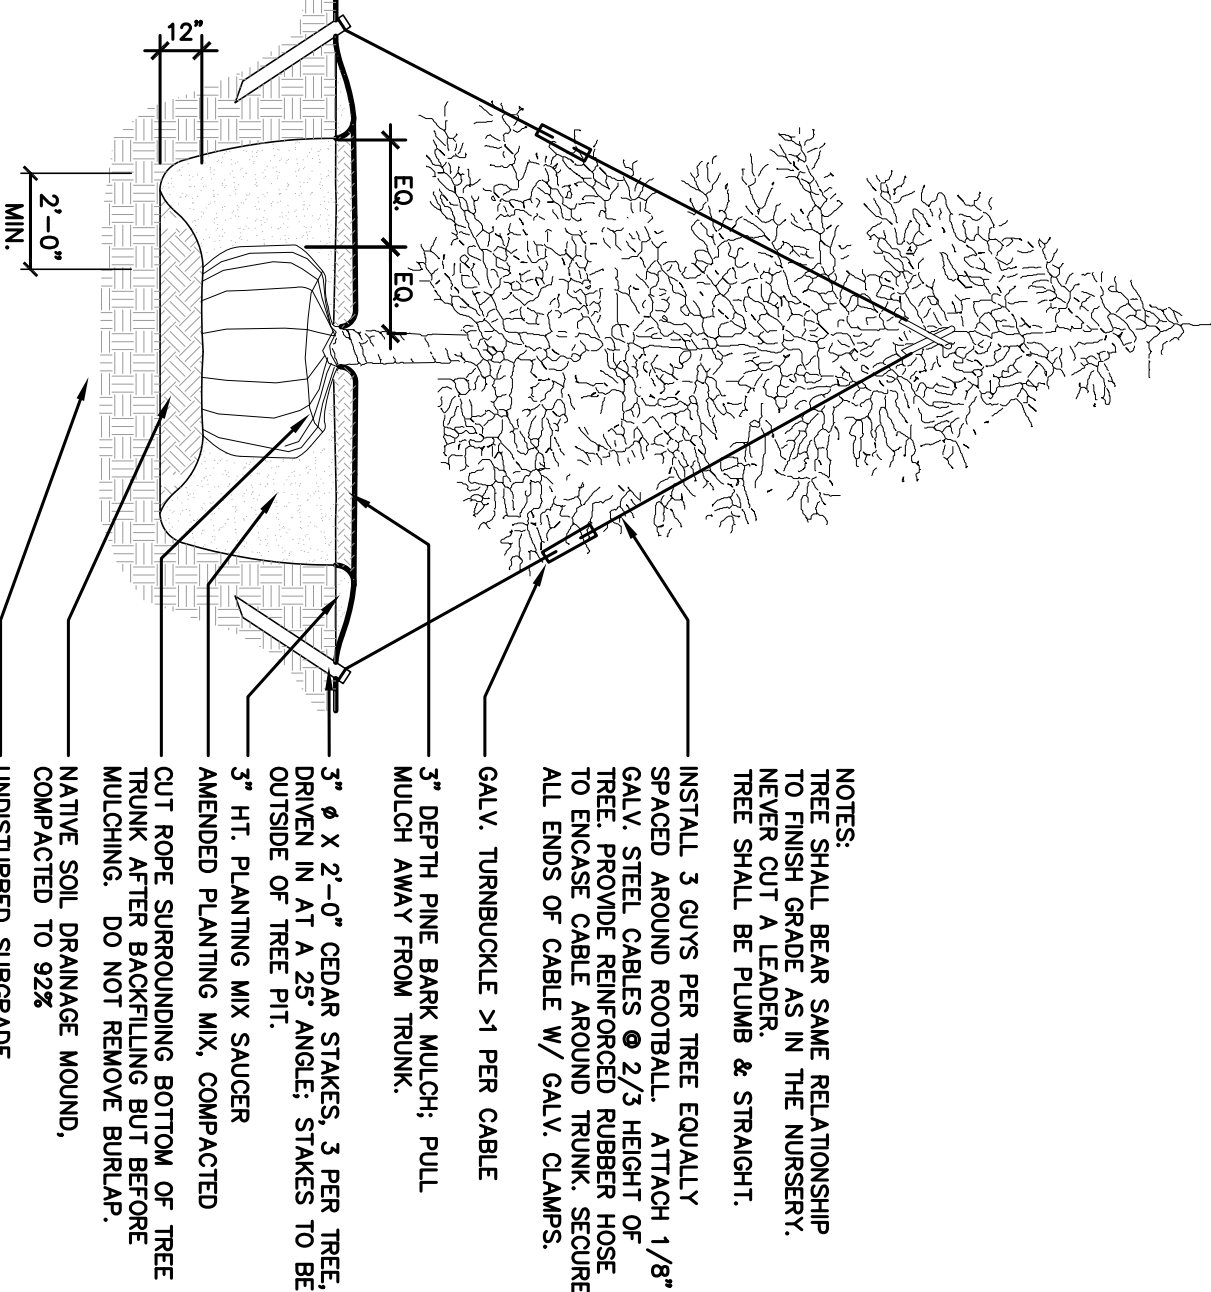 NOTES:
TREE SHALL BEAR SAME RELATIONSHIP
TO FINISH GRADE AS IN THE NURSERY.
NEVER CUT A LEADER.
TREE SHALL BE PLUMB & STRAIGHT.
INSTALL 3 GUYS PER TREE EQUALLY
SPACED AROUND ROOTBALL. ATTACH 1/8"
GALV. STEEL CABLES @ 2/3 HEIGHT OF
TREE. PROVIDE REINFORCED RUBBER HOSE
TO ENCASE CABLE AROUND TRUNK. SECURE
ALL ENDS OF CABLE W/ GALV. CLAMPS.
GALV. TURNBUCKLE >1 PER CABLE
3" DEPTH PINE BARK MULCH; PULL
MULCH AWAY FROM TRUNK.
3" Ø X 2'-0" CEDAR STAKES, 3 PER TREE,
DRIVEN IN AT A 25° ANGLE; STAKES TO BE
OUTSIDE OF TREE PIT.
3" HT. PLANTING MIX SAUCER
AMENDED PLANTING MIX, COMPACTED
CUT ROPE SURROUNDING BOTTOM OF TREE
TRUNK AFTER BACKFILLING BUT BEFORE
MULCHING. DO NOT REMOVE BURLAP.
NATIVE SOIL DRAINAGE MOUND,
COMPACTED TO 92%
UNDISTURBED SUBGRADE
EQ.
EQ.
12"
2'-0"
MIN.